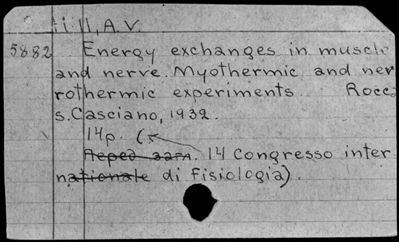 Hill, A.V.
5882 Energy exchanges in muscle
and nerve. Myothermic and ner
rothermic experiments. Rocca
s. Casciano, 1932.
14p. (
14 Congresso inter
nationale di Fisiologia).